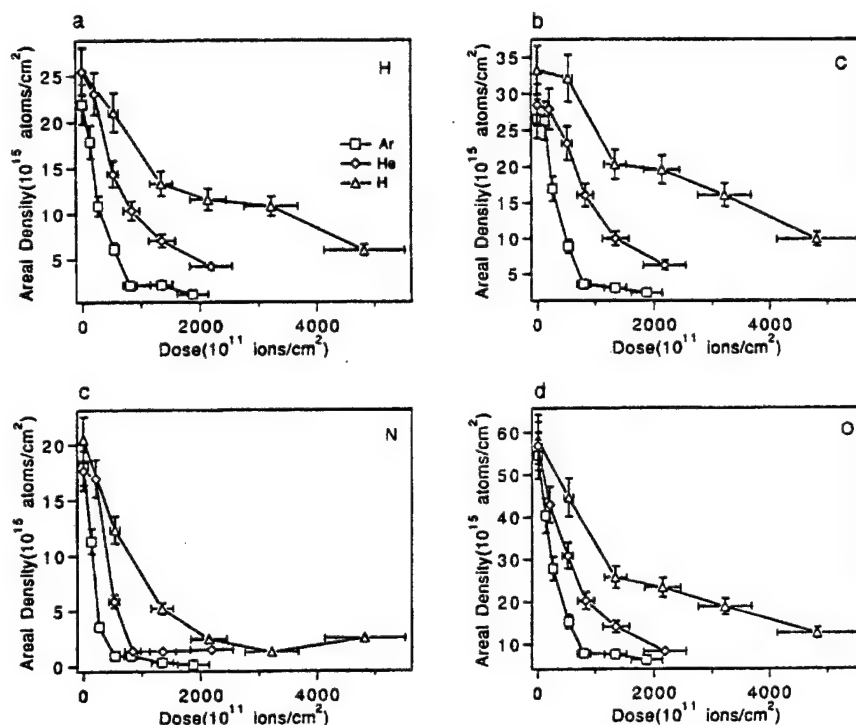 a
H
25
20
15
10
5
Areal Density(10^15 atoms/cm^2)
Ar
He
H
0 2000 4000
Dose(10^11 ions/cm^2)
b
C
35
30
25
20
15
10
5
Areal Density(10^15 atoms/cm^2)
0 2000 4000
Dose(10^11 ions/cm^2)
c
N
20
15
10
5
0
Areal Density(10^15 atoms/cm^2)
0 2000 4000
Dose(10^11 ions/cm^2)
d
O
60
50
40
30
20
10
Areal Density(10^15 atoms/cm^2)
0 2000 4000
Dose(10^11 ions/cm^2)